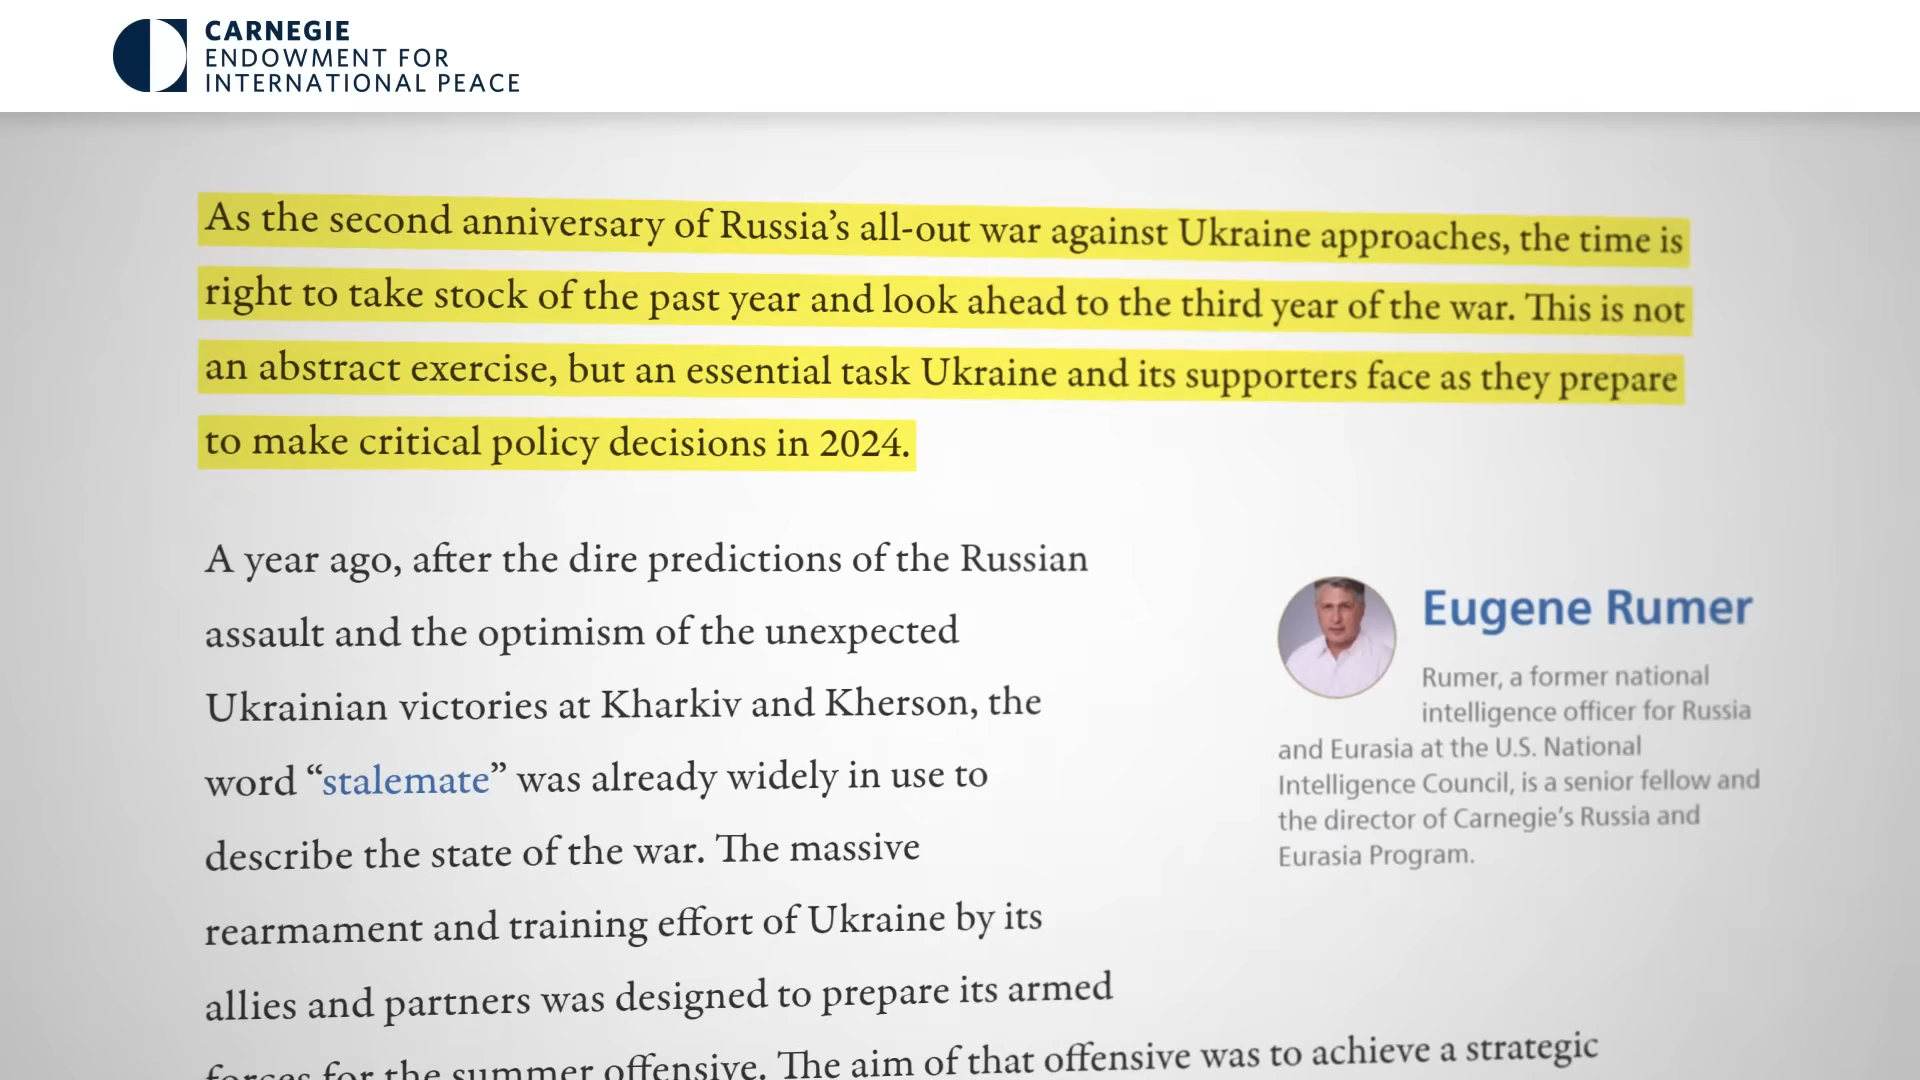 CARNEGIE
ENDOWMENT FOR
INTERNATIONAL PEACE
As the second anniversary of Russia’s all-out war against Ukraine approaches, the time is
right to take stock of the past year and look ahead to the third year of the war. This is not
an abstract exercise, but an essential task Ukraine and its supporters face as they prepare
to make critical policy decisions in 2024.
A year ago, after the dire predictions of the Russian
assault and the optimism of the unexpected
Ukrainian victories at Kharkiv and Kherson, the
word “stalemate” was already widely in use to
describe the state of the war. The massive
rearmament and training effort of Ukraine by its
allies and partners was designed to prepare its armed
forces for the summer offensive. The aim of that offensive was to achieve a strategic
Eugene Rumer
Rumer, a former national
intelligence officer for Russia
and Eurasia at the U.S. National
Intelligence Council, is a senior fellow and
the director of Carnegie’s Russia and
Eurasia Program.